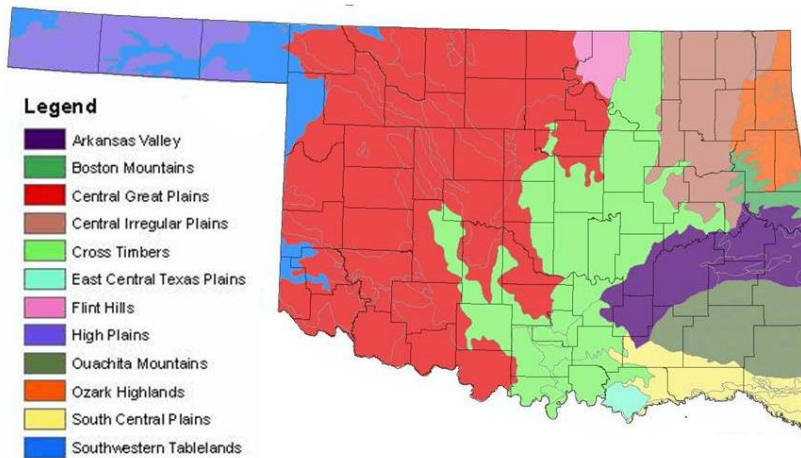 Legend
Arkansas Valley
Boston Mountains
Central Great Plains
Central Irregular Plains
Cross Timbers
East Central Texas Plains
Flint Hills
High Plains
Ouachita Mountains
Ozark Highlands
South Central Plains
Southwestern Tablelands